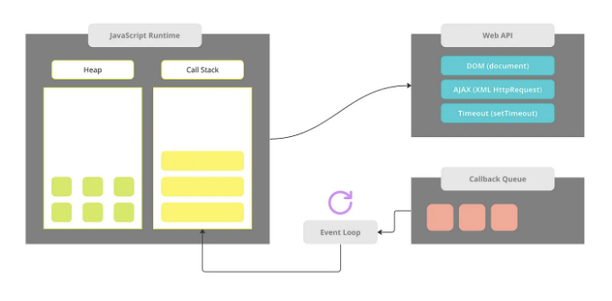 JavaScript Runtime
Heap
Call Stack
Web API
DOM (document)
AJAX (XML HttpRequest)
Timeout (setTimeout)
Callback Queue
Event Loop